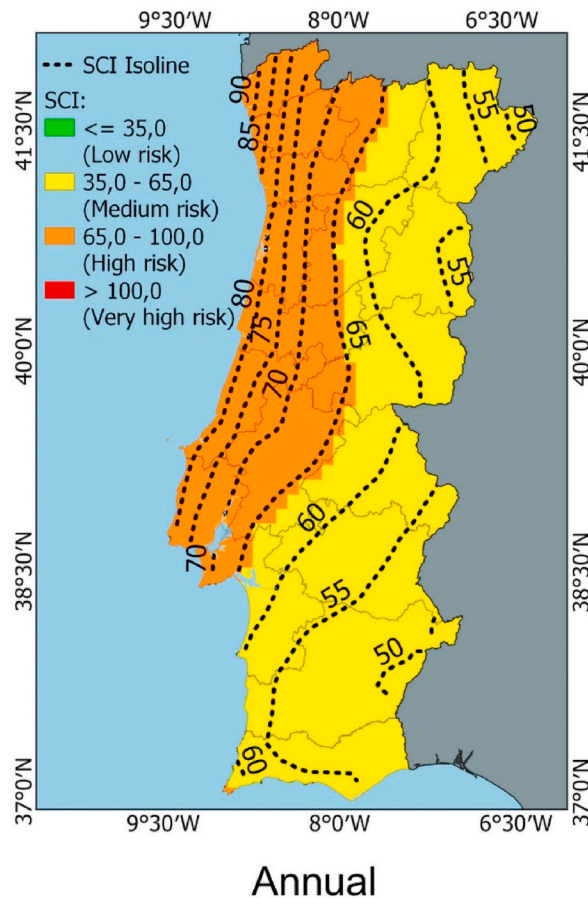 9°30'W 8°0'W 6°30'W
SCI Isoline
SCI:
<= 35,0
(Low risk)
35,0 - 65,0
(Medium risk)
65,0 - 100,0
(High risk)
> 100,0
(Very high risk)
41°30'N
40°0'N
38°30'N
37°0'N
41°30'N
40°0'N
38°30'N
37°0'N
90
85
80
75
70
70
65
60
55
50
55
60
55
50
60
9°30'W 8°0'W 6°30'W
Annual